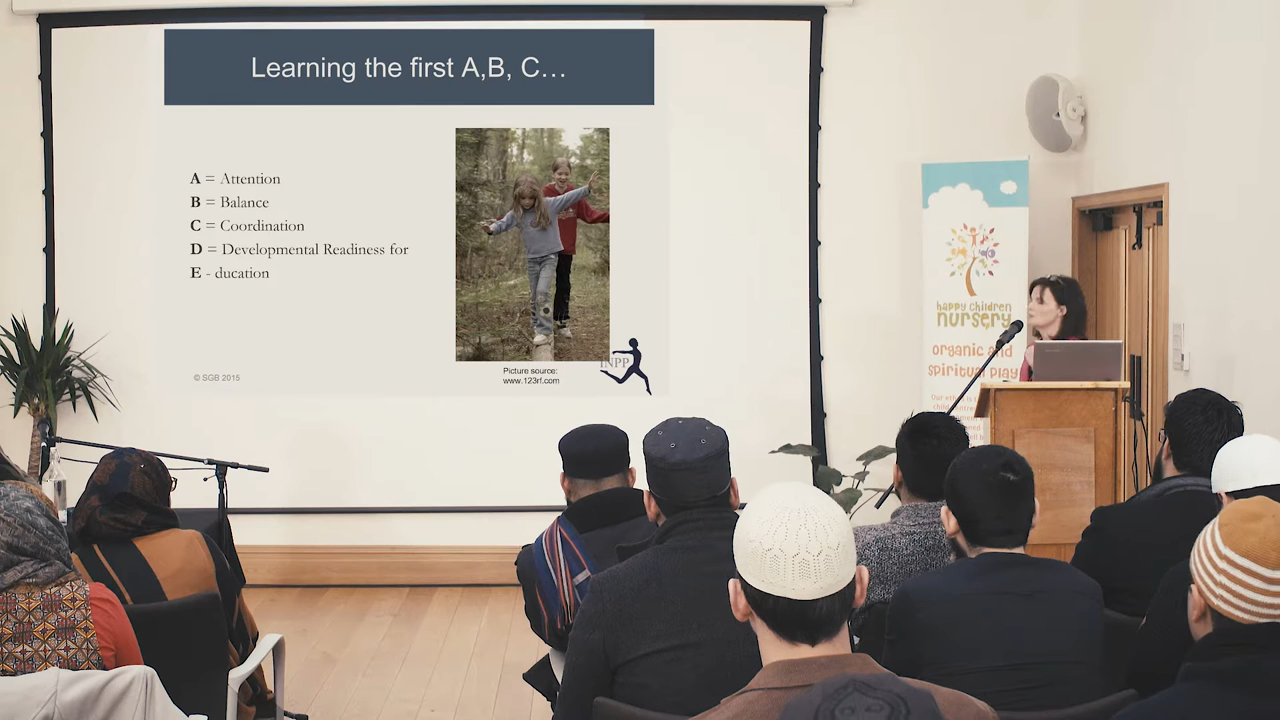 Learning the first A,B, C…
A = Attention
B = Balance
C = Coordination
D = Developmental Readiness for
E - ducation
© SGB 2015
Picture source:
www.123rf.com
INPP
happy children
nursery
organic and
spiritual play